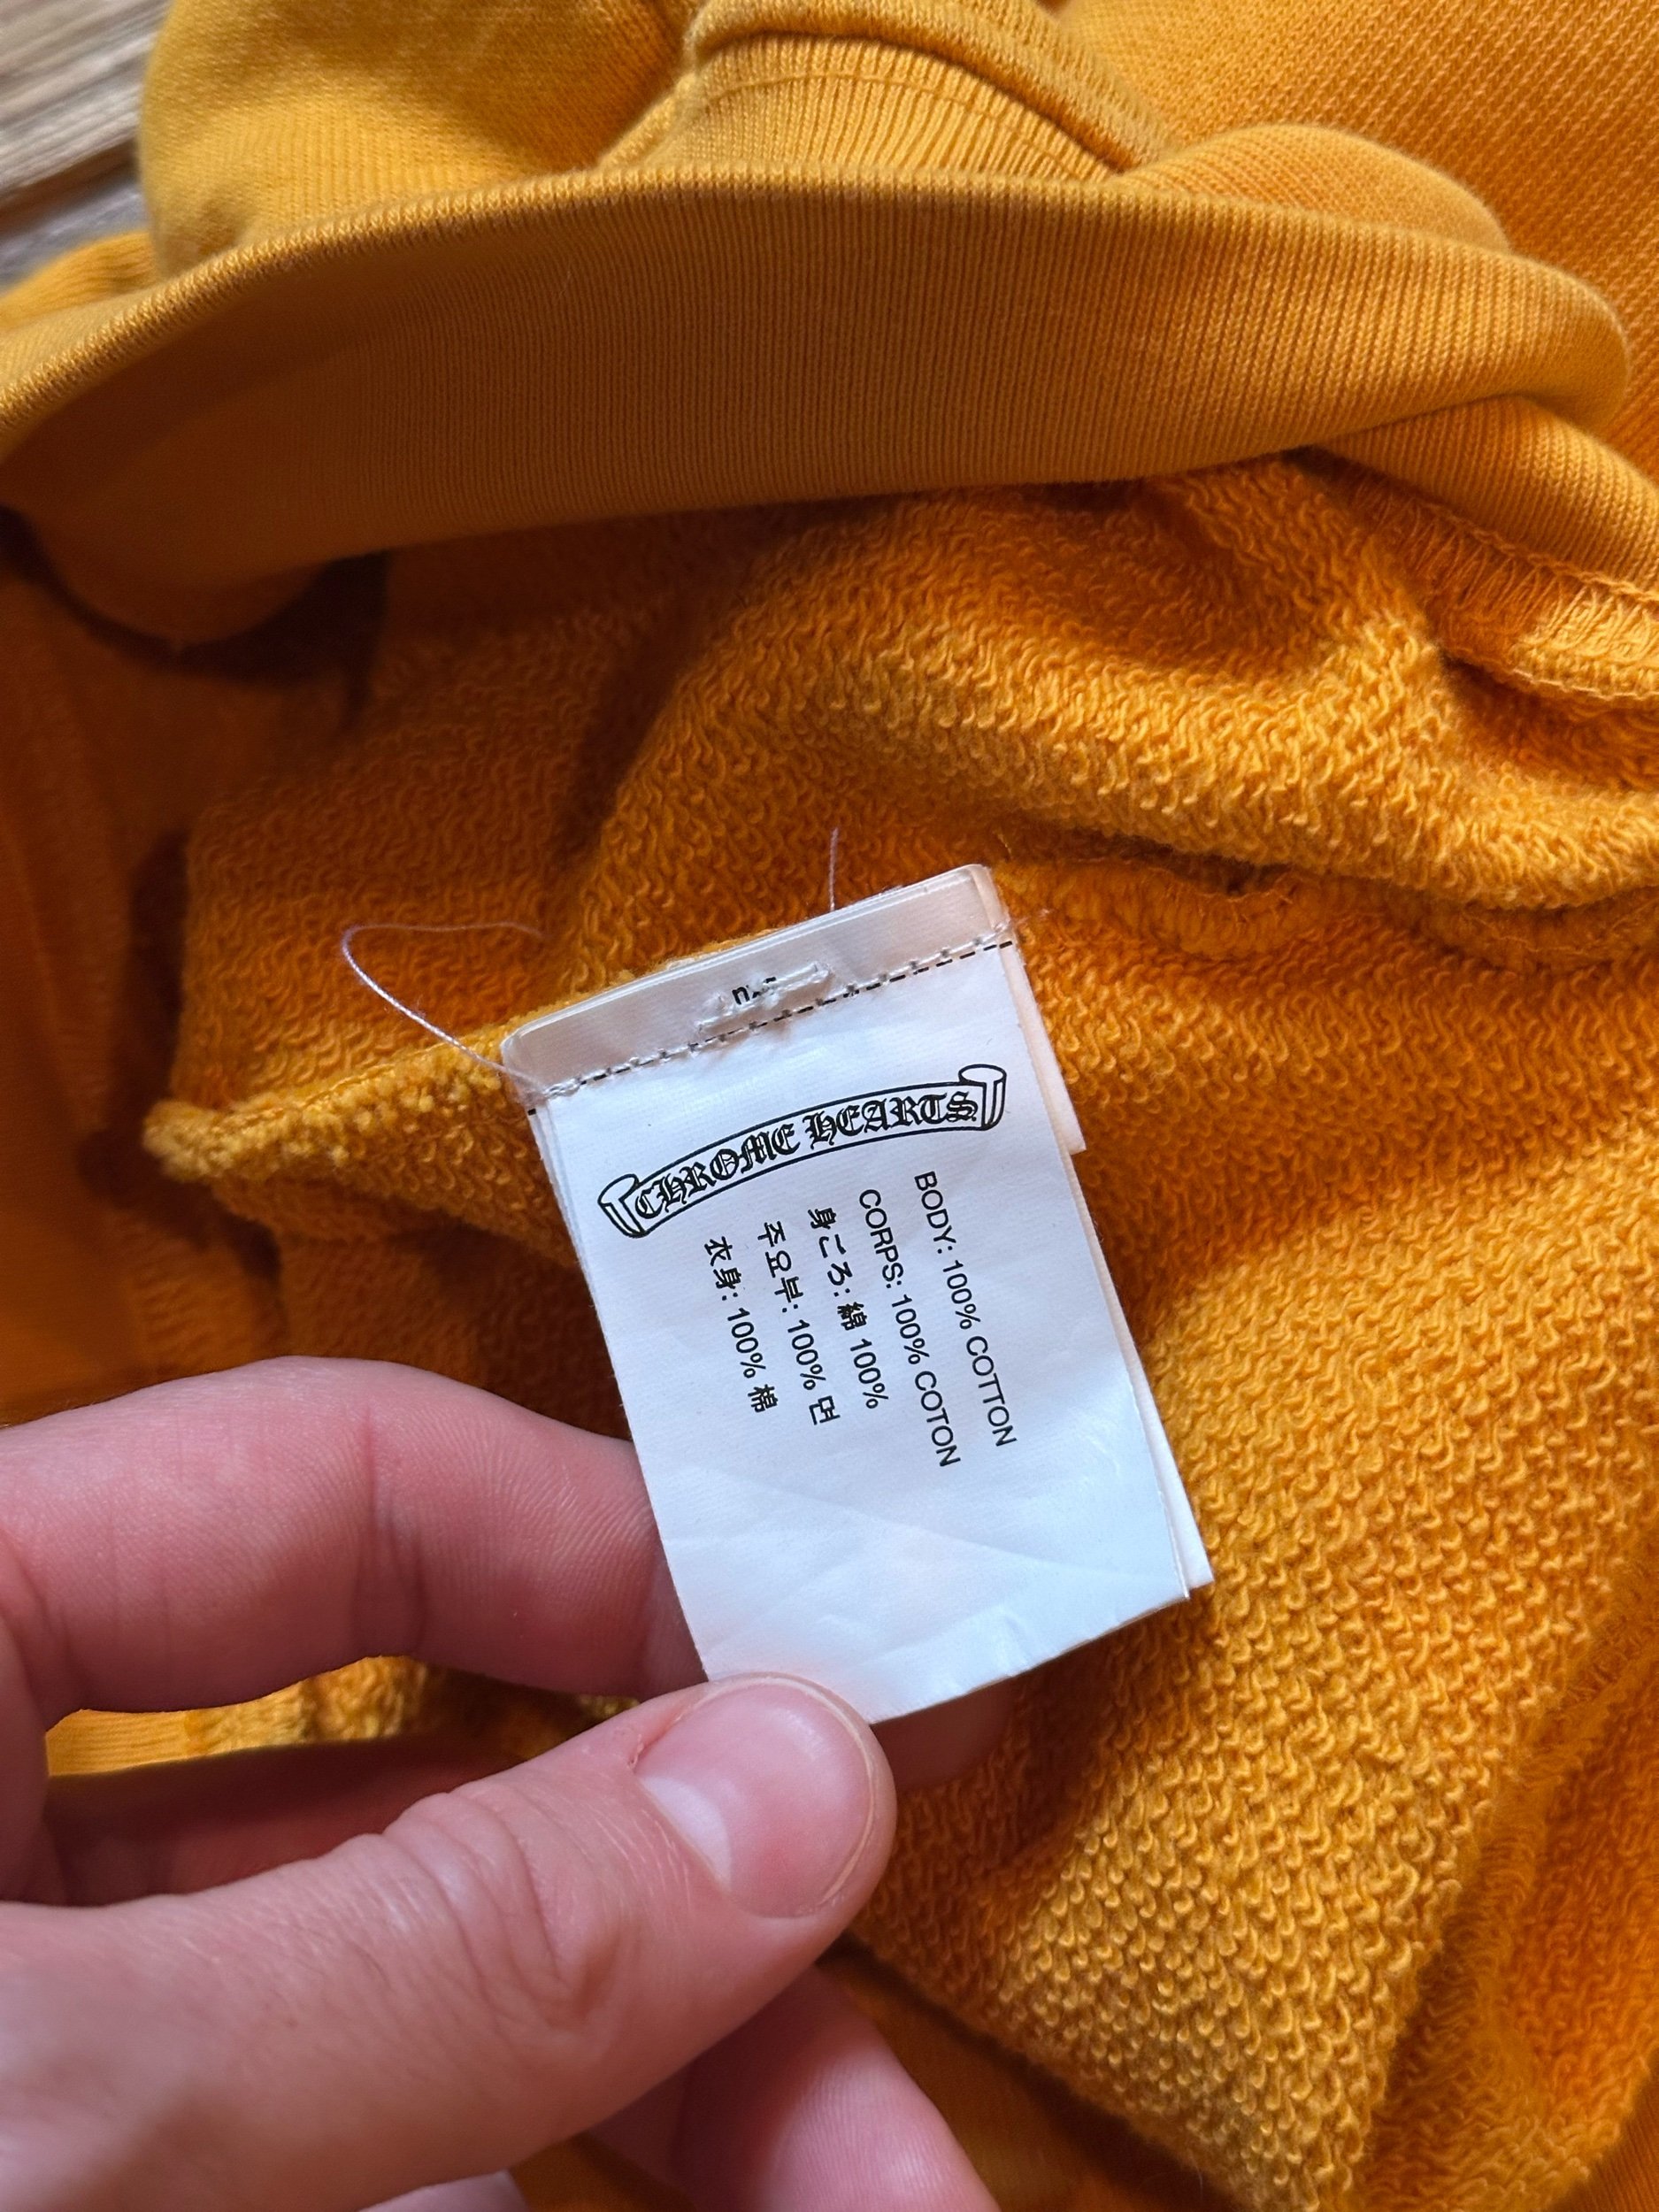 CHROME HEARTS
BODY: 100% COTTON
CORPS: 100% COTON
身ごろ: 綿 100%
주요부: 100% 면
衣身: 100% 棉